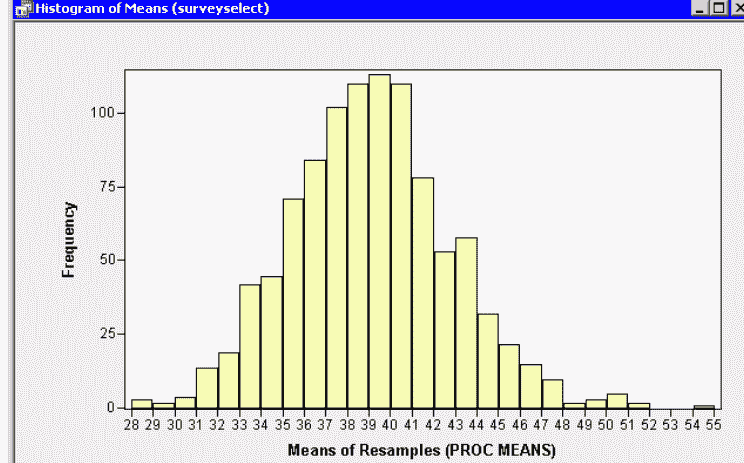 Histogram of Means (surveyselect)
100
75
50
25
0
Frequency
28 29 30 31 32 33 34 35 36 37 38 39 40 41 42 43 44 45 46 47 48 49 50 51 52 53 54 55
Means of Resamples (PROC MEANS)